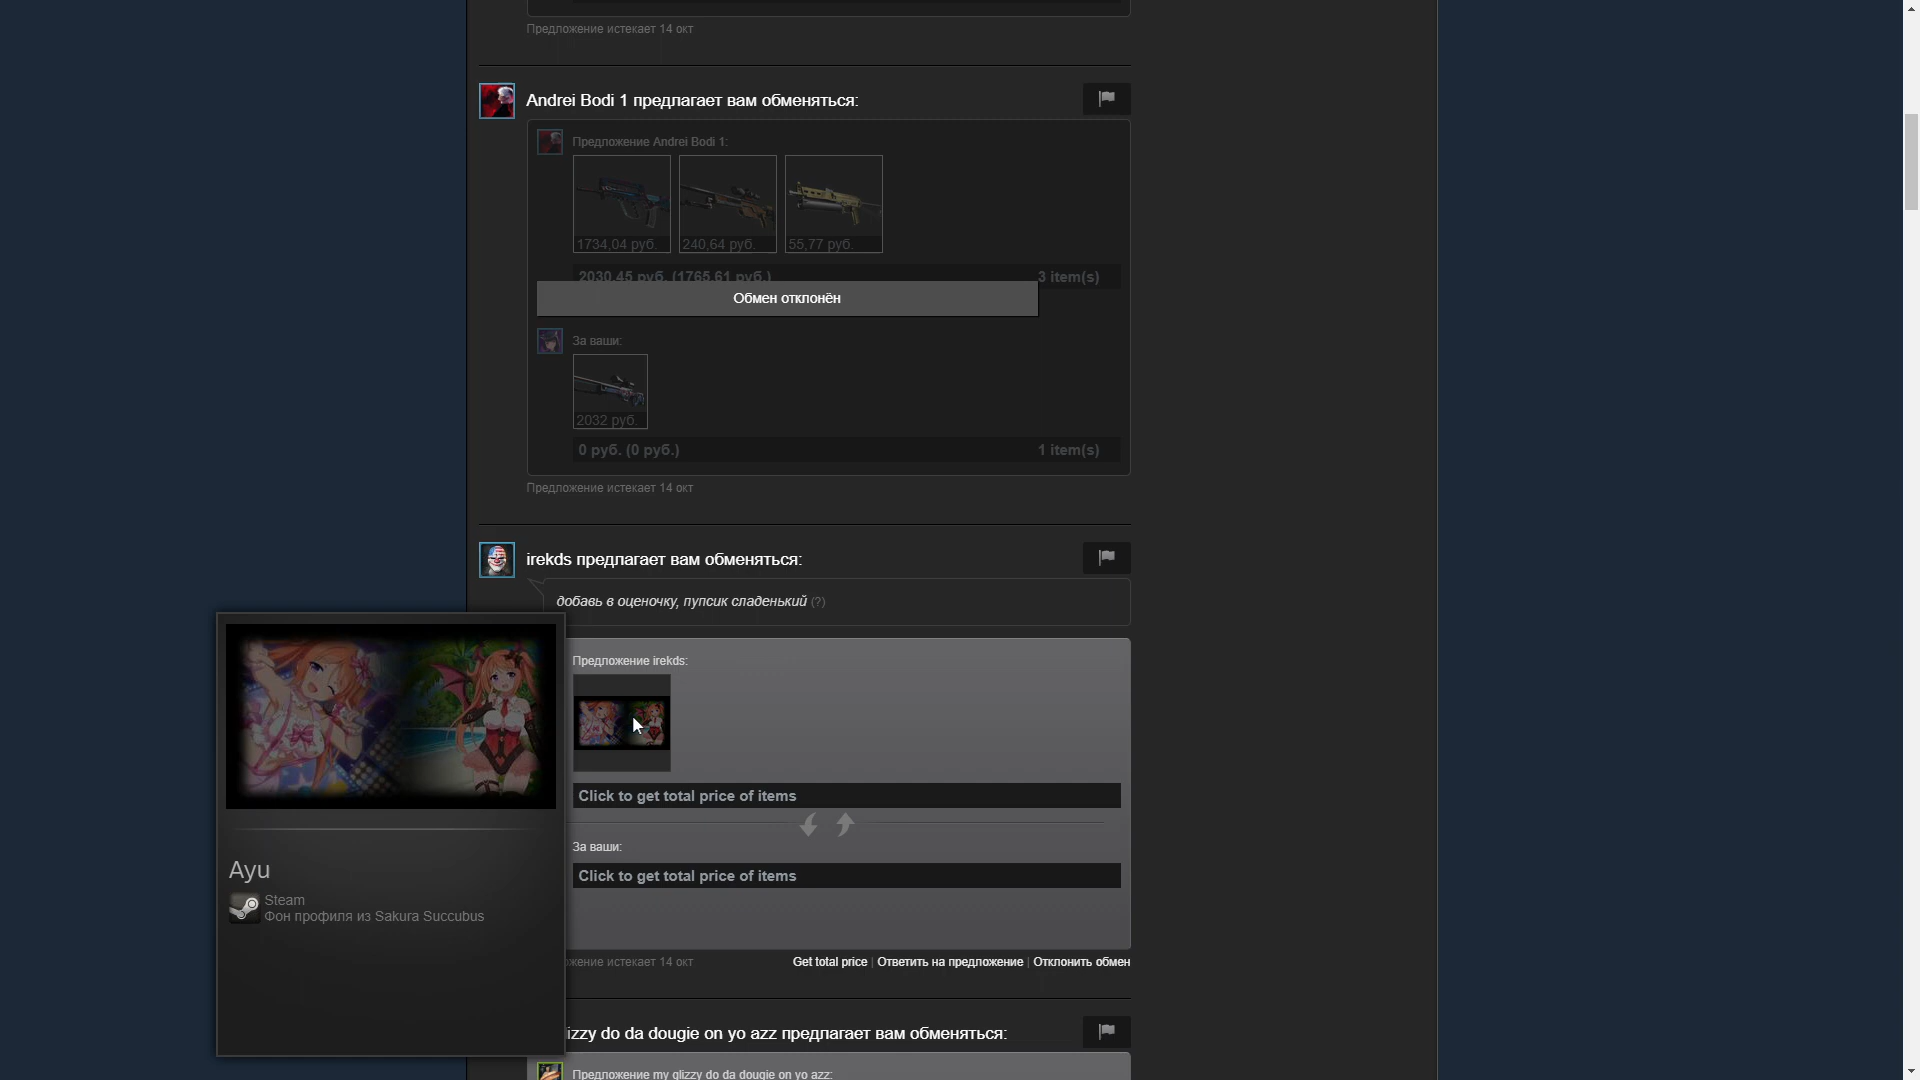 Предложение истекает 14 окт
Andrei Bodi 1 предлагает вам обменяться:
Предложение Andrei Bodi 1:
1734,04 руб.
240,64 руб.
55,77 руб.
2030,45 руб. (1765,61 руб.)
3 item(s)
Обмен отклонён
За ваши:
2032 руб.
0 руб. (0 руб.)
1 item(s)
Предложение истекает 14 окт
irekds предлагает вам обменяться:
добавь в оценочку, пупсик сладенький (?)
Предложение irekds:
Click to get total price of items
За ваши:
Click to get total price of items
Ayu
Steam
Фон профиля из Sakura Succubus
жение истекает 14 окт
Get total price | Ответить на предложение | Отклонить обмен
izzy do da dougie on yo azz предлагает вам обменяться:
Предложение my glizzy do da dougie on yo azz: